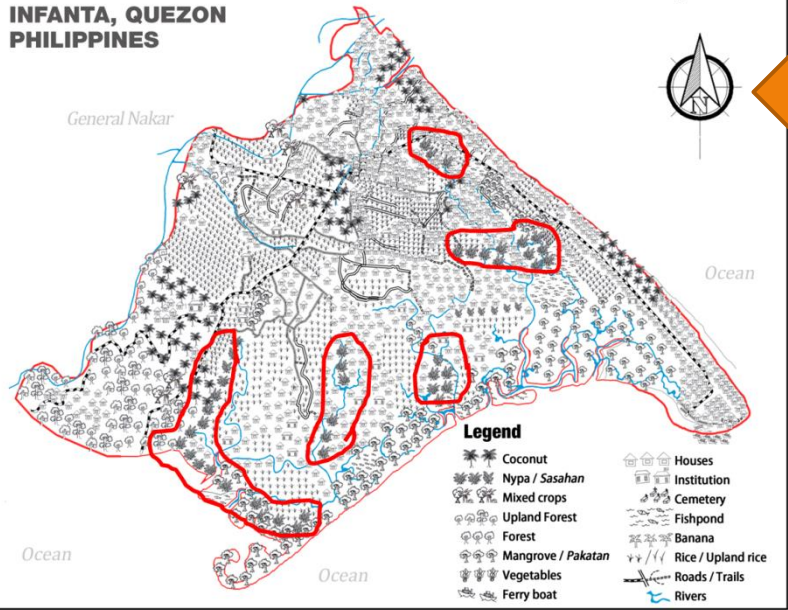 INFANTA, QUEZON
PHILIPPINES
N
General Nakar
Ocean
Legend
Coconut
Nypa / Sasahan
Mixed crops
Upland Forest
Forest
Mangrove / Pakatan
Vegetables
Ferry boat
Houses
Institution
Cemetery
Fishpond
Banana
Rice / Upland rice
Roads / Trails
Rivers
Ocean
Ocean